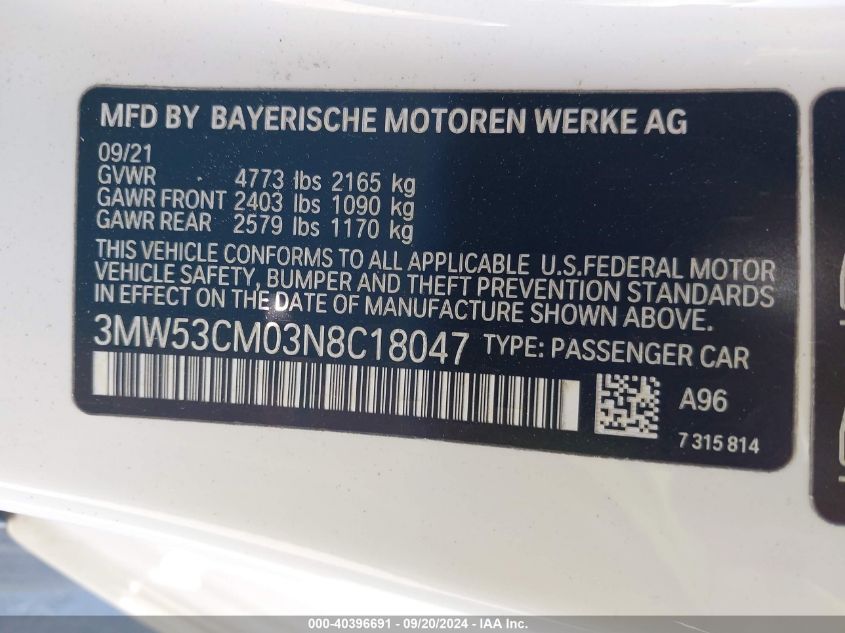 MFD BY BAYERISCHE MOTOREN WERKE AG
09/21
GVWR 4773 lbs 2165 kg
GAWR FRONT 2403 lbs 1090 kg
GAWR REAR 2579 lbs 1170 kg
THIS VEHICLE CONFORMS TO ALL APPLICABLE U.S.FEDERAL MOTOR
VEHICLE SAFETY, BUMPER AND THEFT PREVENTION STANDARDS
IN EFFECT ON THE DATE OF MANUFACTURE SHOWN ABOVE.
3MW53CM03N8C18047 TYPE: PASSENGER CAR
A96
7 315 814
000-40396691 - 09/20/2024 - IAA Inc.